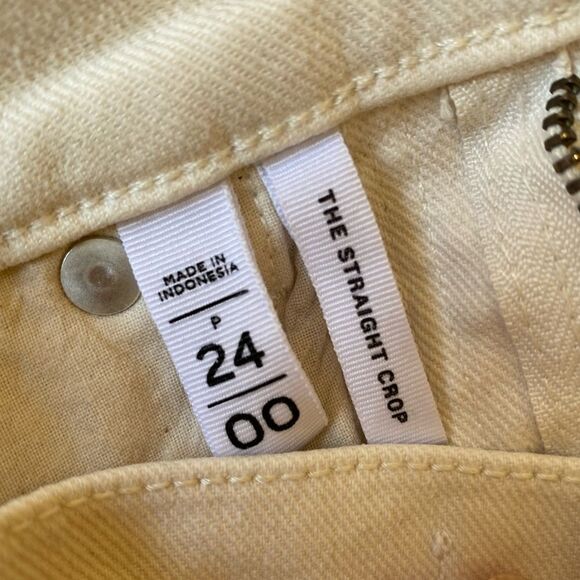 MADE IN
INDONESIA
P
24
00
THE STRAIGHT CROP